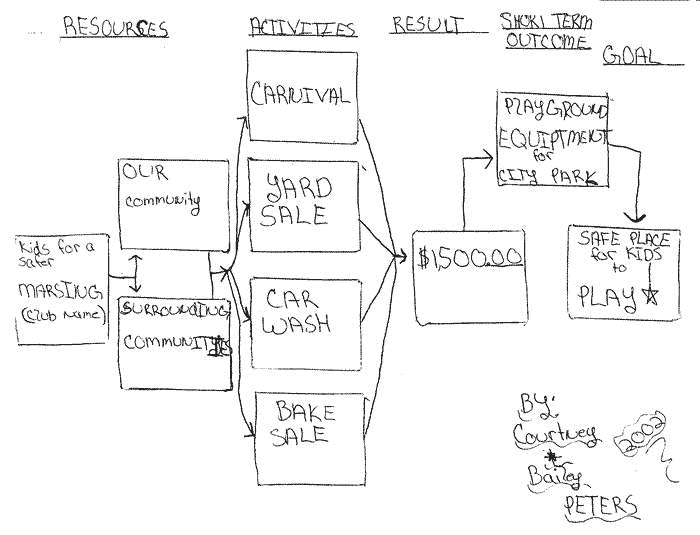 RESOURCES
ACTIVITIES
RESULT
SHORT TERM
OUTCOME
GOAL
Kids for a
safer
MARSING
(Club Name)
OUR
community
SURROUNDING
COMMUNITIES
CARNIVAL
YARD
SALE
CAR
WASH
BAKE
SALE
$1,500.00
PLAYGROUND
EQUIPTMENT
for
CITY PARK
SAFE PLACE
for KIDS
to
PLAY
BY:
Courtney
Bailey
PETERS
2002